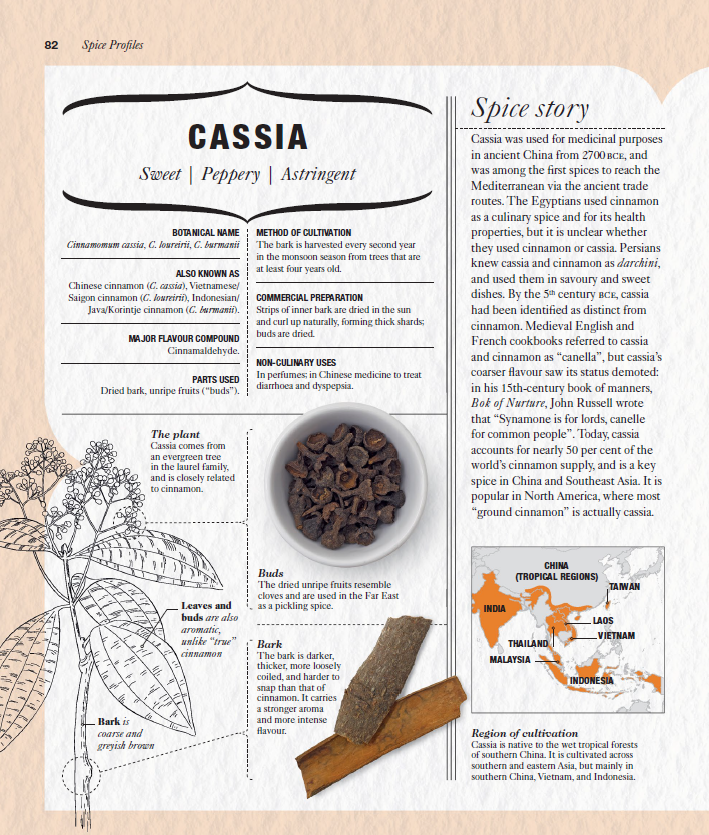 82 Spice Profiles
CASSIA
Sweet | Peppery | Astringent
BOTANICAL NAME
Cinnamomum cassia, C. loureirii, C. burmanii
ALSO KNOWN AS
Chinese cinnamon (C. cassia), Vietnamese/
Saigon cinnamon (C. loureirii), Indonesian/
Java/Korintje cinnamon (C. burmanii).
MAJOR FLAVOUR COMPOUND
Cinnamaldehyde.
PARTS USED
Dried bark, unripe fruits (“buds”).
METHOD OF CULTIVATION
The bark is harvested every second year
in the monsoon season from trees that are
at least four years old.
COMMERCIAL PREPARATION
Strips of inner bark are dried in the sun
and curl up naturally, forming thick shards;
buds are dried.
NON-CULINARY USES
In perfumes; in Chinese medicine to treat
diarrhoea and dyspepsia.
The plant
Cassia comes from
an evergreen tree
in the laurel family,
and is closely related
to cinnamon.
Buds
The dried unripe fruits resemble
cloves and are used in the Far East
as a pickling spice.
Leaves and
buds are also
aromatic,
unlike “true”
cinnamon
Bark
The bark is darker,
thicker, more loosely
coiled, and harder to
snap than that of
cinnamon. It carries
a stronger aroma
and more intense
flavour.
Bark is
coarse and
greyish brown
Spice story
Cassia was used for medicinal purposes
in ancient China from 2700 BCE, and
was among the first spices to reach the
Mediterranean via the ancient trade
routes. The Egyptians used cinnamon
as a culinary spice and for its health
properties, but it is unclear whether
they used cinnamon or cassia. Persians
knew cassia and cinnamon as darchini,
and used them in savoury and sweet
dishes. By the 5th century BCE, cassia
had been identified as distinct from
cinnamon. Medieval English and
French cookbooks referred to cassia
and cinnamon as “canella”, but cassia’s
coarser flavour saw its status demoted:
in his 15th-century book of manners,
Bok of Nurture, John Russell wrote
that “Synamone is for lords, canelle
for common people”. Today, cassia
accounts for nearly 50 per cent of the
world’s cinnamon supply, and is a key
spice in China and Southeast Asia. It is
popular in North America, where most
“ground cinnamon” is actually cassia.
CHINA
(TROPICAL REGIONS)
TAIWAN
INDIA
LAOS
VIETNAM
THAILAND
MALAYSIA
INDONESIA
Region of cultivation
Cassia is native to the wet tropical forests
of southern China. It is cultivated across
southern and eastern Asia, but mainly in
southern China, Vietnam, and Indonesia.